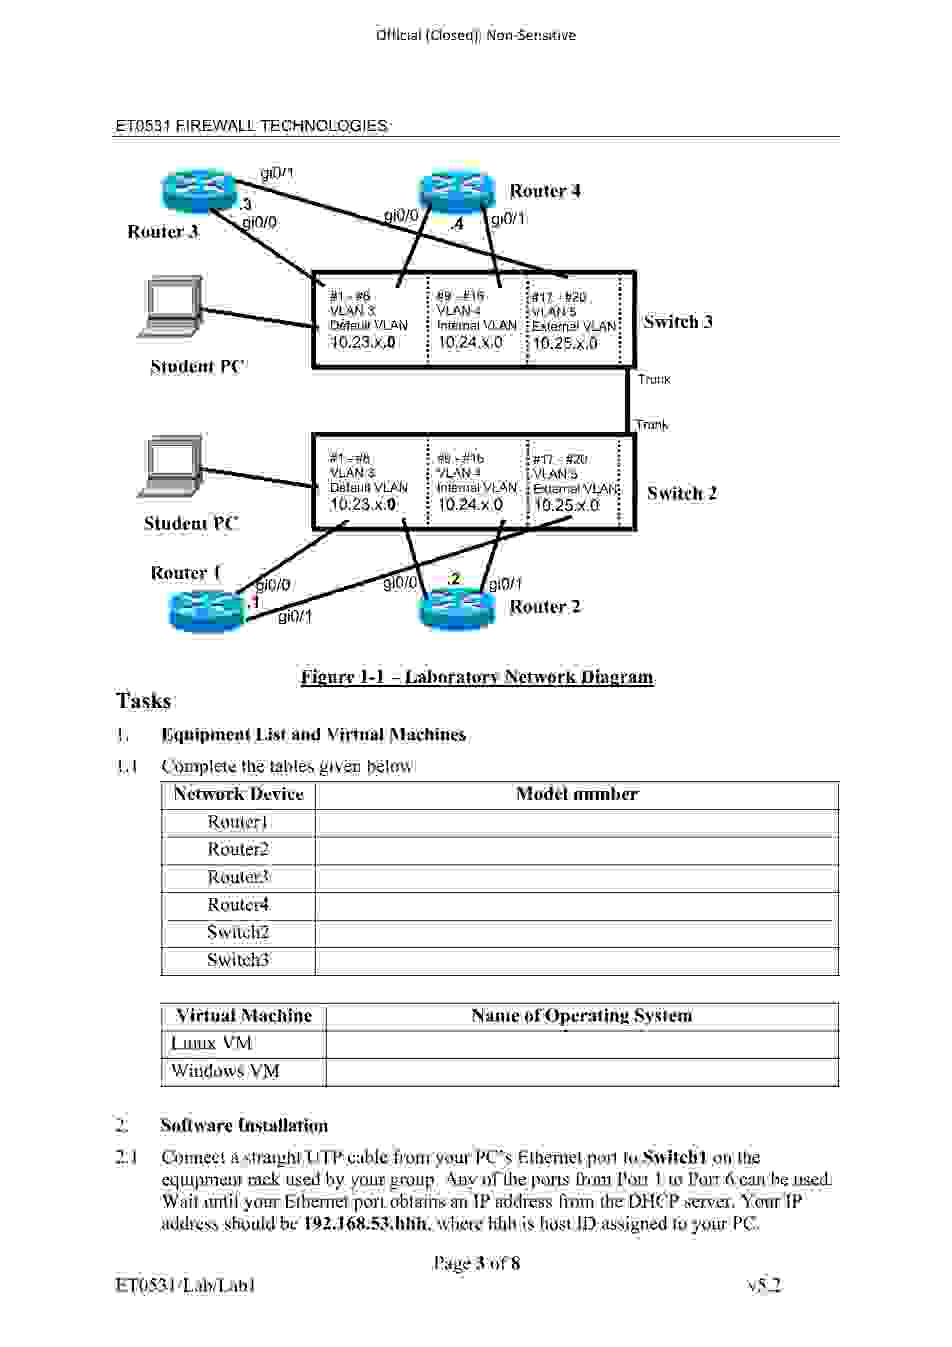 Official (Closed), Non-Sensitive
ET0531 FIREWALL TECHNOLOGIES
gi0/1
.3
gi0/0
Router 3
gi0/0
.4
gi0/1
Router 4
#1 - #8
VLAN 3
Default VLAN
10.23.x.0
#9 - #16
VLAN 4
Internal VLAN
10.24.x.0
#17 - #20
VLAN 5
External VLAN
10.25.x.0
Switch 3
Student PC
Trunk
Trunk
#1 - #8
VLAN 3
Default VLAN
10.23.x.0
#9 - #16
VLAN 4
Internal VLAN
10.24.x.0
#17 - #20
VLAN 5
External VLAN
10.25.x.0
Switch 2
Student PC
Router 1
gi0/0
.1
gi0/1
gi0/0
.2
gi0/1
Router 2
Figure 1-1 – Laboratory Network Diagram
Tasks
1. Equipment List and Virtual Machines
1.1 Complete the tables given below
Network Device Model number
Router1
Router2
Router3
Router4
Switch2
Switch3
Virtual Machine Name of Operating System
Linux VM
Windows VM
2. Software Installation
2.1 Connect a straight UTP cable from your PC's Ethernet port to Switch1 on the
equipment rack used by your group. Any of the ports from Port 1 to Port 6 can be used.
Wait until your Ethernet port obtains an IP address from the DHCP server. Your IP
address should be 192.168.53.hhh, where hhh is host ID assigned to your PC.
Page 3 of 8
ET0531/Lab/Lab1 v5.2